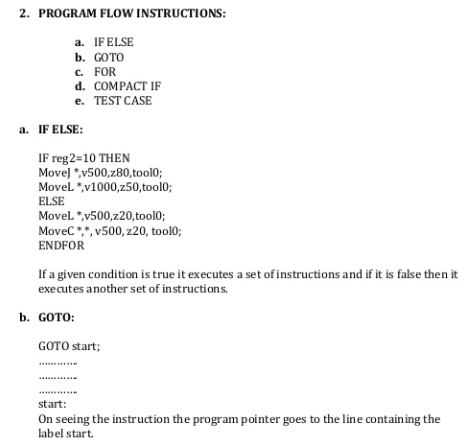 2. PROGRAM FLOW INSTRUCTIONS:
a. IF ELSE
b. GOTO
c. FOR
d. COMPACT IF
e. TEST CASE
a. IF ELSE:
IF reg2=10 THEN
MoveJ *,v500,z80,tool0;
MoveL *,v1000,z50,tool0;
ELSE
MoveL *,v500,z20,tool0;
MoveC *,*, v500, z20, tool0;
ENDFOR
If a given condition is true it executes a set of instructions and if it is false then it
executes another set of instructions.
b. GOTO:
GOTO start;
.............
.............
.............
start:
On seeing the instruction the program pointer goes to the line containing the
label start.